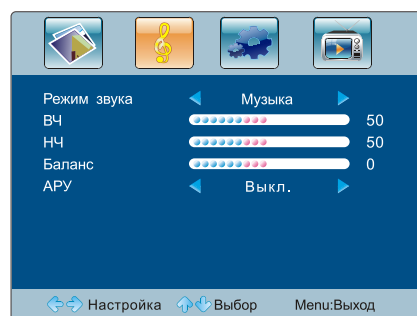 Режим звука Музыка
ВЧ 50
НЧ 50
Баланс 0
АРУ Выкл.
Настройка Выбор Menu:Выход